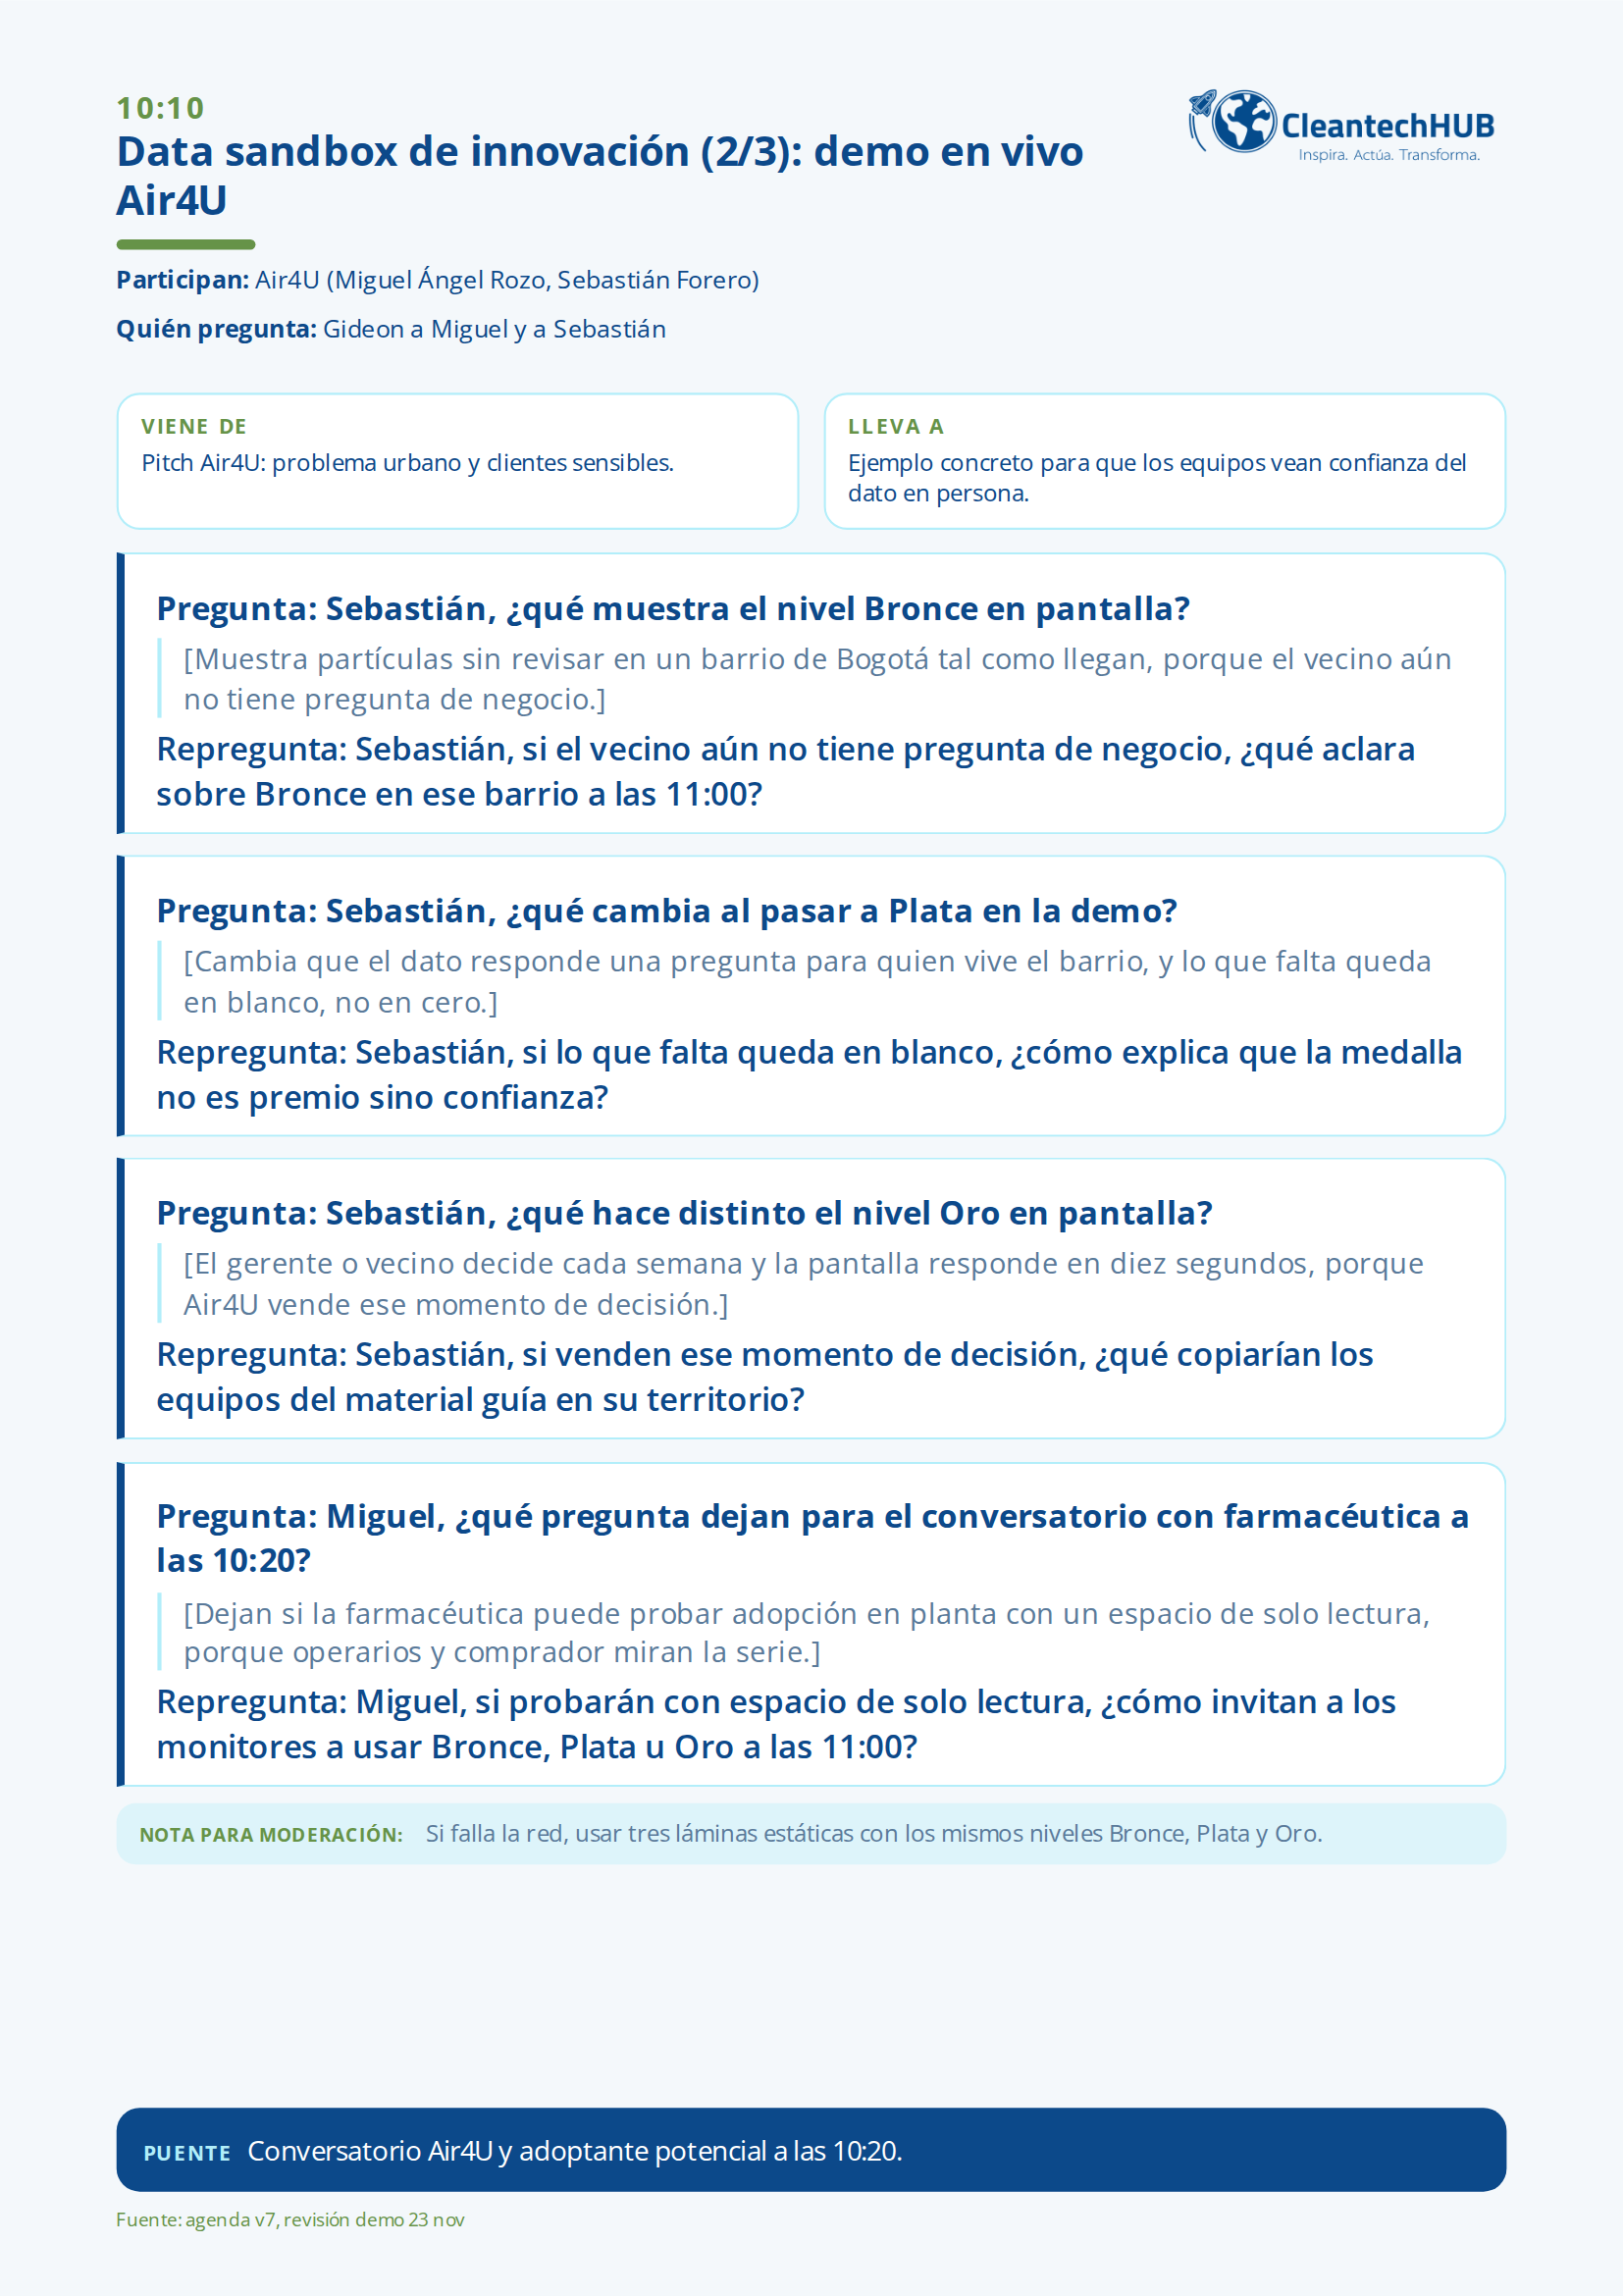 10:10
Data sandbox de innovación (2/3): demo en vivo
Air4U
CleantechHUB
Inspira. Actúa. Transforma.
Participan: Air4U (Miguel Ángel Rozo, Sebastián Forero)
Quién pregunta: Gideon a Miguel y a Sebastián
VIENE DE
Pitch Air4U: problema urbano y clientes sensibles.
LLEVA A
Ejemplo concreto para que los equipos vean confianza del
dato en persona.
Pregunta: Sebastián, ¿qué muestra el nivel Bronce en pantalla?
[Muestra partículas sin revisar en un barrio de Bogotá tal como llegan, porque el vecino aún
no tiene pregunta de negocio.]
Repregunta: Sebastián, si el vecino aún no tiene pregunta de negocio, ¿qué aclara
sobre Bronce en ese barrio a las 11:00?
Pregunta: Sebastián, ¿qué cambia al pasar a Plata en la demo?
[Cambia que el dato responde una pregunta para quien vive el barrio, y lo que falta queda
en blanco, no en cero.]
Repregunta: Sebastián, si lo que falta queda en blanco, ¿cómo explica que la medalla
no es premio sino confianza?
Pregunta: Sebastián, ¿qué hace distinto el nivel Oro en pantalla?
[El gerente o vecino decide cada semana y la pantalla responde en diez segundos, porque
Air4U vende ese momento de decisión.]
Repregunta: Sebastián, si venden ese momento de decisión, ¿qué copiarían los
equipos del material guía en su territorio?
Pregunta: Miguel, ¿qué pregunta dejan para el conversatorio con farmacéutica a
las 10:20?
[Dejan si la farmacéutica puede probar adopción en planta con un espacio de solo lectura,
porque operarios y comprador miran la serie.]
Repregunta: Miguel, si probarán con espacio de solo lectura, ¿cómo invitan a los
monitores a usar Bronce, Plata u Oro a las 11:00?
NOTA PARA MODERACIÓN: Si falla la red, usar tres láminas estáticas con los mismos niveles Bronce, Plata y Oro.
PUENTE Conversatorio Air4U y adoptante potencial a las 10:20.
Fuente: agenda v7, revisión demo 23 nov